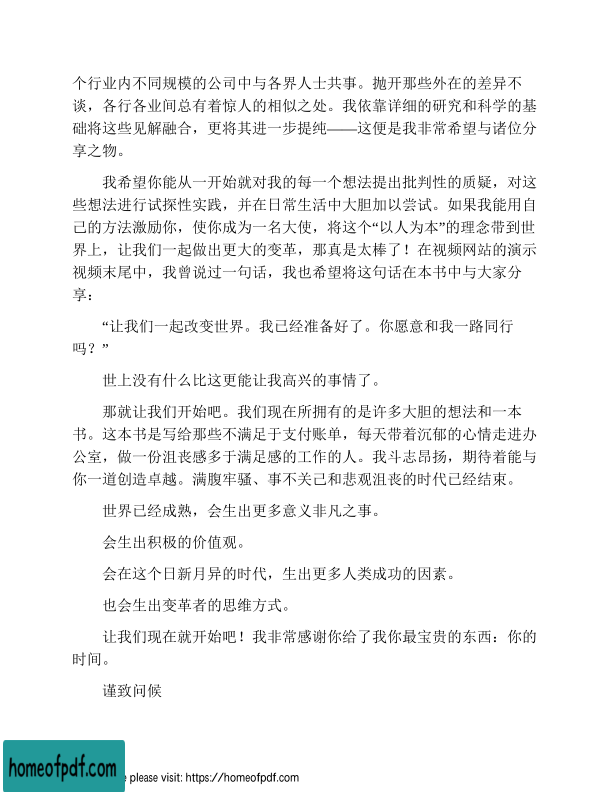 个行业内不同规模的公司中与各界人士共事。抛开那些外在的差异不
谈，各行各业间总有着惊人的相似之处。我依靠详细的研究和科学的基
础将这些见解融合，更将其进一步提纯——这便是我非常希望与诸位分
享之物。
我希望你能从一开始就对我的每一个想法提出批判性的质疑，对这
些想法进行试探性实践，并在日常生活中大胆加以尝试。如果我能用自
己的方法激励你，使你成为一名大使，将这个“以人为本”的理念带到世
界上，让我们一起做出更大的变革，那真是太棒了！在视频网站的演示
视频末尾中，我曾说过一句话，我也希望将这句话在本书中与大家分
享：
“让我们一起改变世界。我已经准备好了。你愿意和我一路同行
吗？”
世上没有什么比这更能让我高兴的事情了。
那就让我们开始吧。我们现在所拥有的是许多大胆的想法和一本
书。这本书是写给那些不满足于支付账单，每天带着沉郁的心情走进办
公室，做一份沮丧感多于满足感的工作的人。我斗志昂扬，期待着能与
你一道创造卓越。满腹牢骚、事不关己和悲观沮丧的时代已经结束。
世界已经成熟，会生出更多意义非凡之事。
会生出积极的价值观。
会在这个日新月异的时代，生出更多人类成功的因素。
也会生出变革者的思维方式。
让我们现在就开始吧！我非常感谢你给了我你最宝贵的东西：你的
时间。
谨致问候
homeofpdf.com
e please visit: https://homeofpdf.com